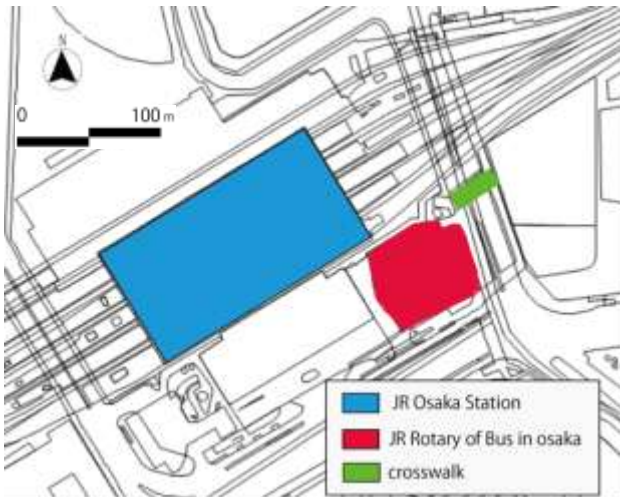 N
0 100 m
JR Osaka Station
JR Rotary of Bus in osaka
crosswalk